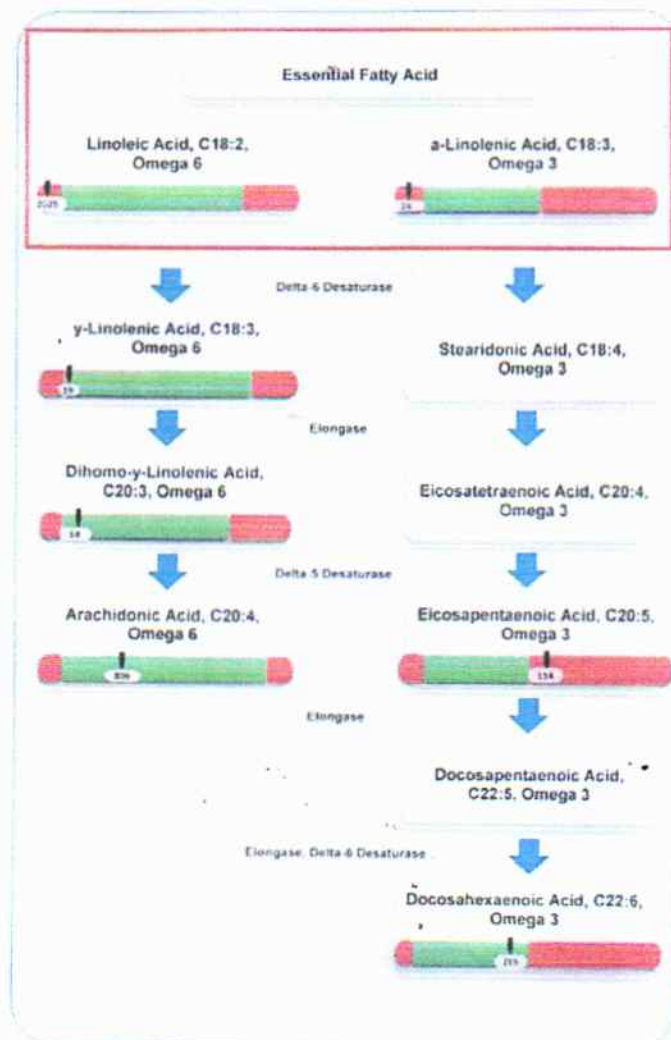 Essential Fatty Acid
Linoleic Acid, C18:2,
Omega 6
a-Linolenic Acid, C18:3,
Omega 3
Delta-6 Desaturase
y-Linolenic Acid, C18:3,
Omega 6
Stearidonic Acid, C18:4,
Omega 3
Elongase
Dihomo-y-Linolenic Acid,
C20:3, Omega 6
Eicosatetraenoic Acid, C20:4,
Omega 3
Delta-5 Desaturase
Arachidonic Acid, C20:4,
Omega 6
Eicosapentaenoic Acid, C20:5,
Omega 3
Elongase
Docosapentaenoic Acid,
C22:5, Omega 3
Elongase, Delta-6 Desaturase
Docosahexaenoic Acid, C22:6,
Omega 3